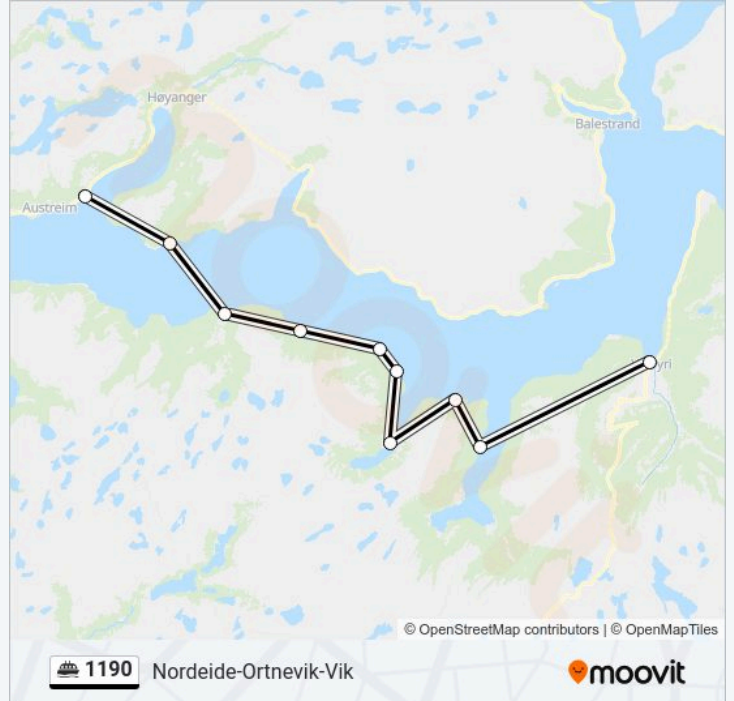 Høyanger
Balestrand
Austreim
yri
© OpenStreetMap contributors | © OpenMapTiles
1190 Nordeide-Ortnevik-Vik
moovit